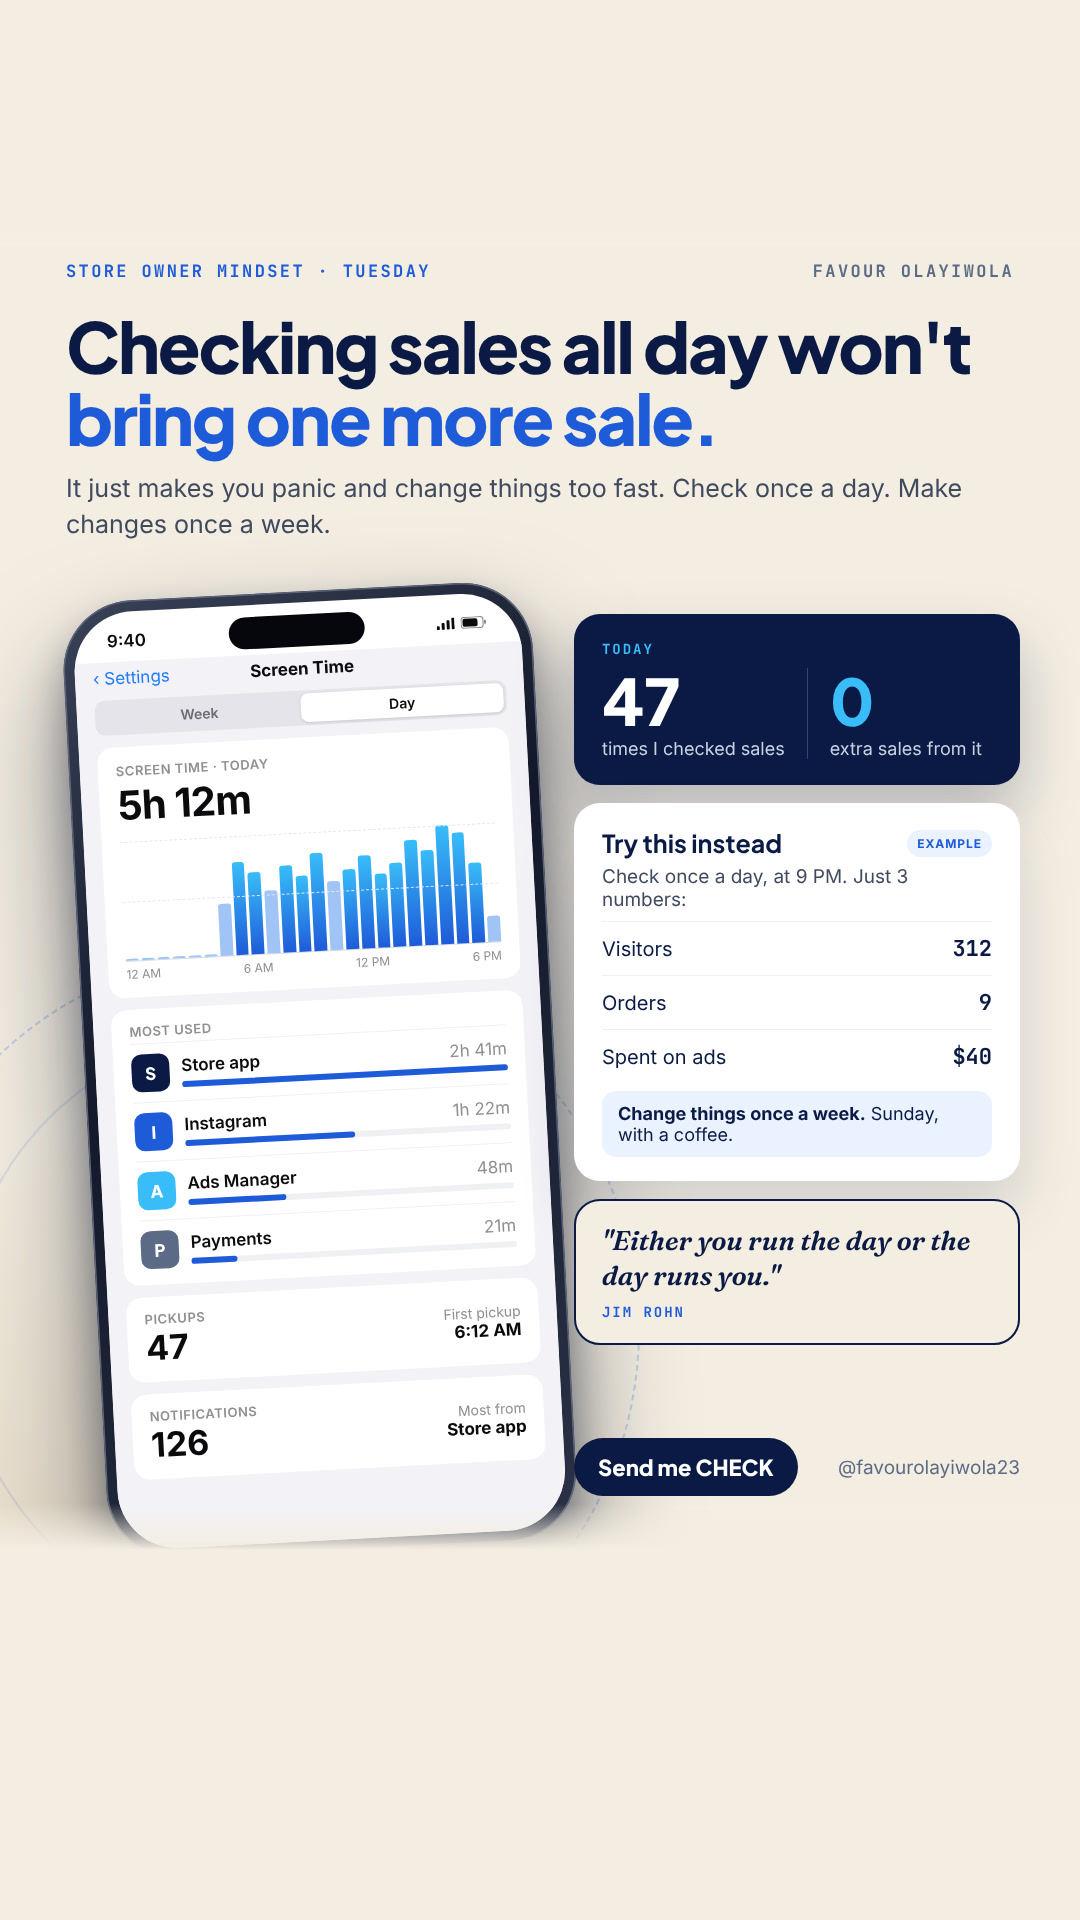 STORE OWNER MINDSET · TUESDAY
FAVOUR OLAYIWOLA
Checking sales all day won't
bring one more sale.
It just makes you panic and change things too fast. Check once a day. Make
changes once a week.
9:40
‹ Settings
Screen Time
Week
Day
SCREEN TIME · TODAY
5h 12m
12 AM
6 AM
12 PM
6 PM
MOST USED
S
Store app
2h 41m
I
Instagram
1h 22m
A
Ads Manager
48m
P
Payments
21m
PICKUPS
47
First pickup
6:12 AM
NOTIFICATIONS
126
Most from
Store app
TODAY
47
times I checked sales
0
extra sales from it
Try this instead
EXAMPLE
Check once a day, at 9 PM. Just 3
numbers:
Visitors
312
Orders
9
Spent on ads
$40
Change things once a week. Sunday,
with a coffee.
"Either you run the day or the
day runs you."
JIM ROHN
Send me CHECK
@favourolayiwola23